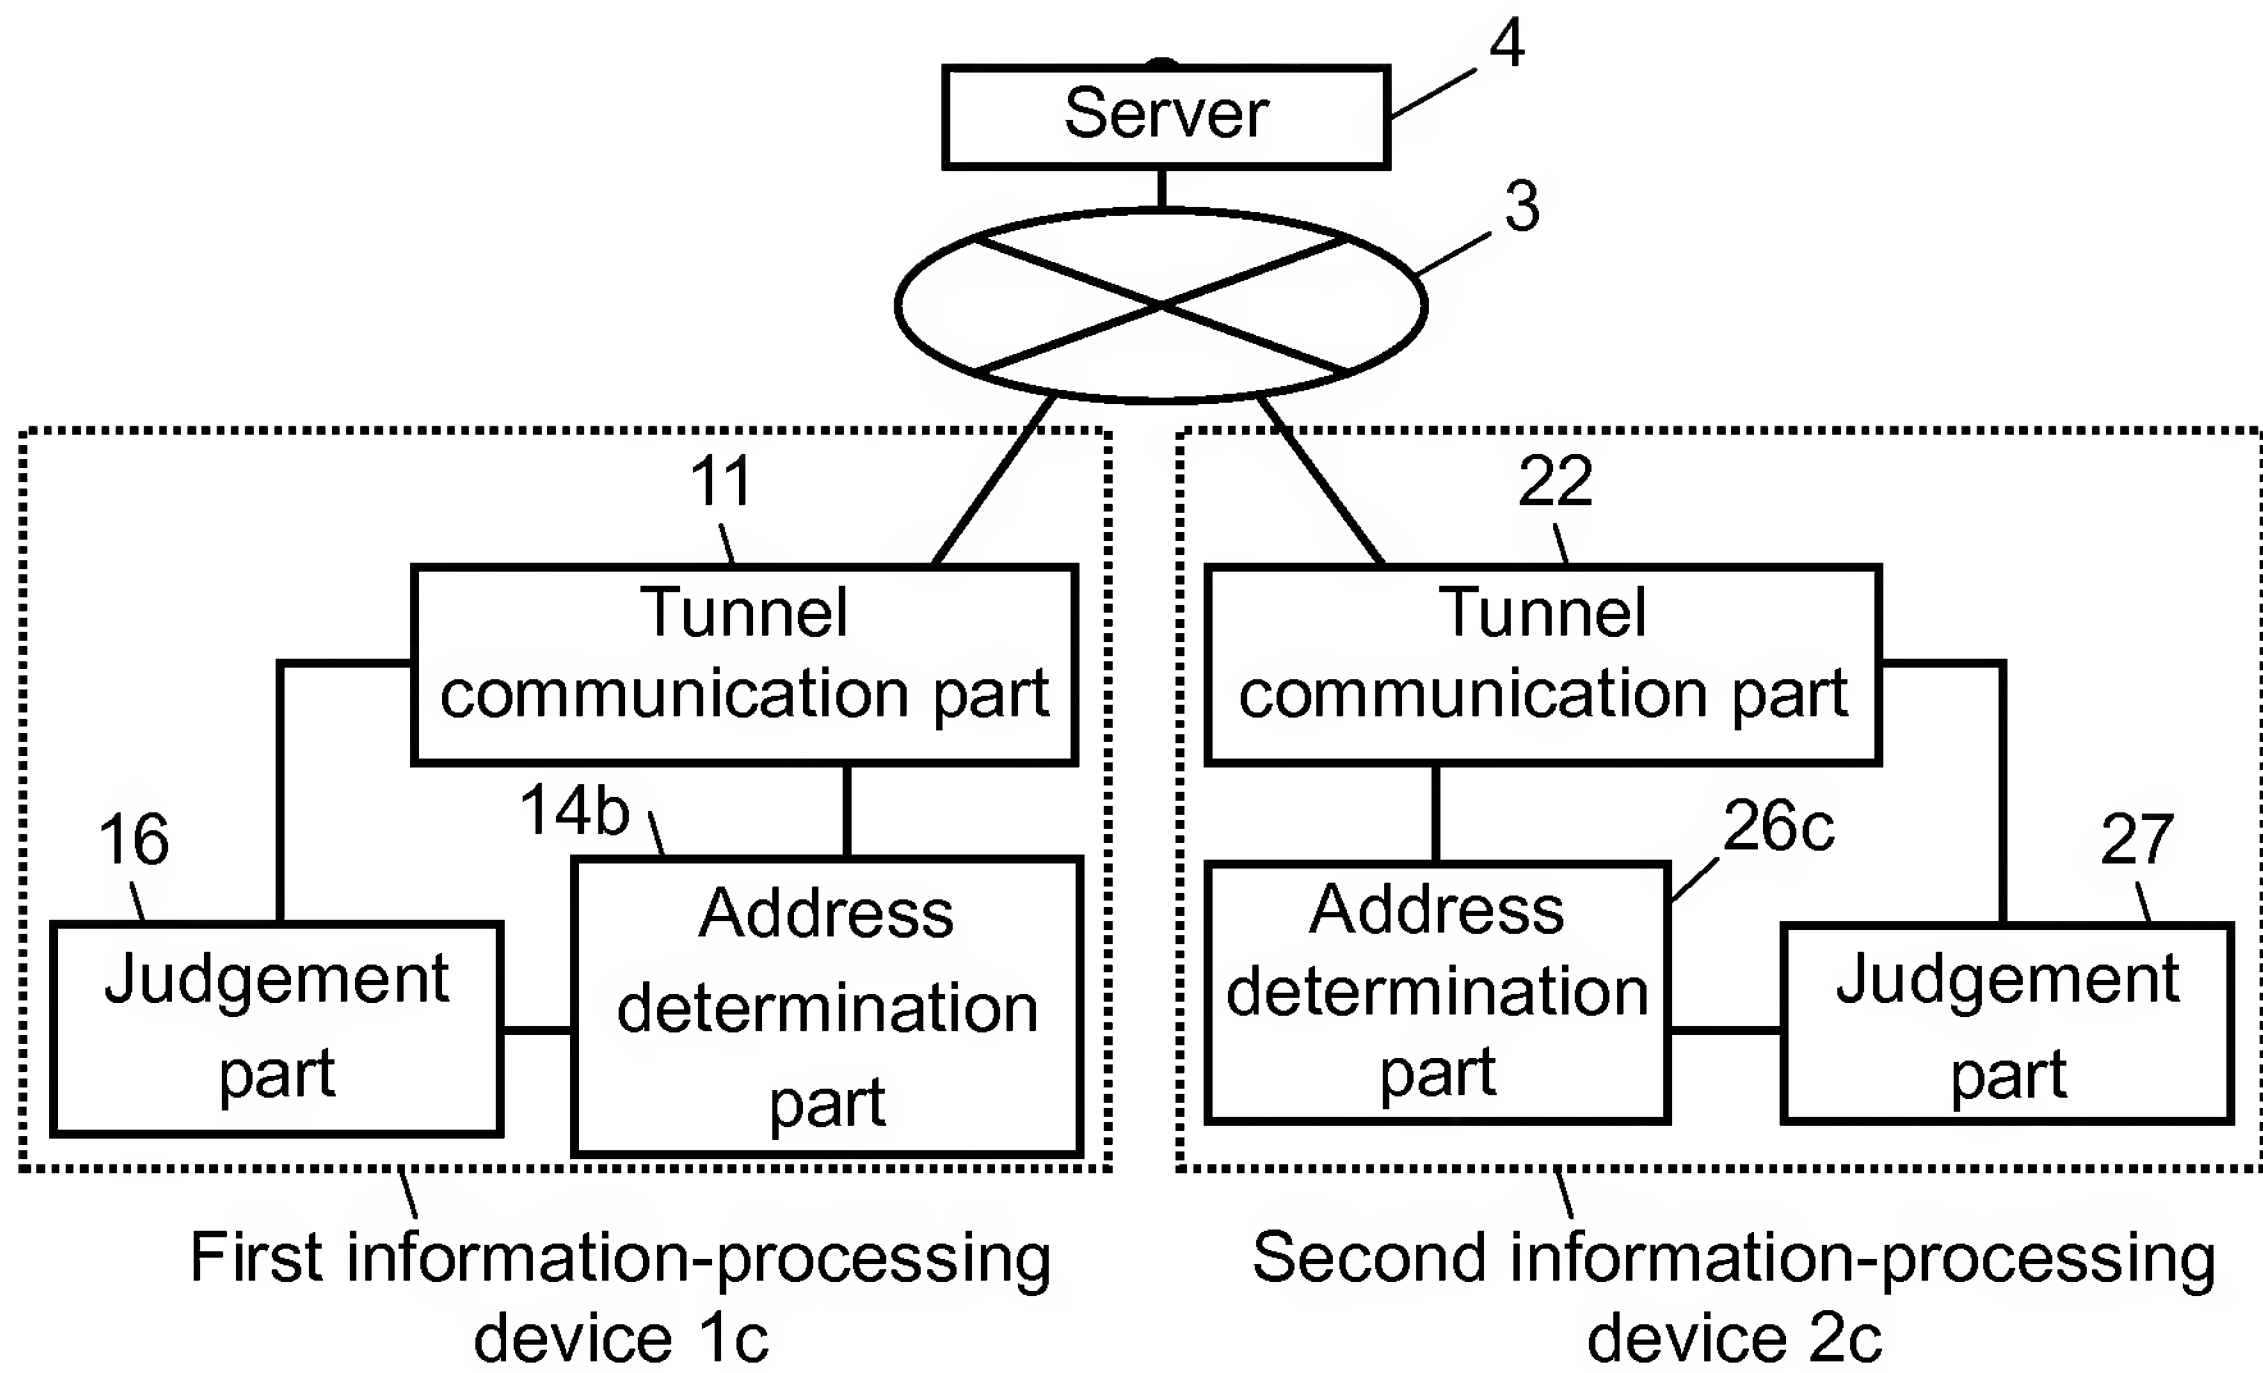 4
Server
3
11
Tunnel
communication part
14b
16
Address
determination part
part
Judgement
part
First information-processing
device 1c
22
Tunnel
communication part
26c
27
Address
determination
part
Judgement
part
Second information-processing
device 2c